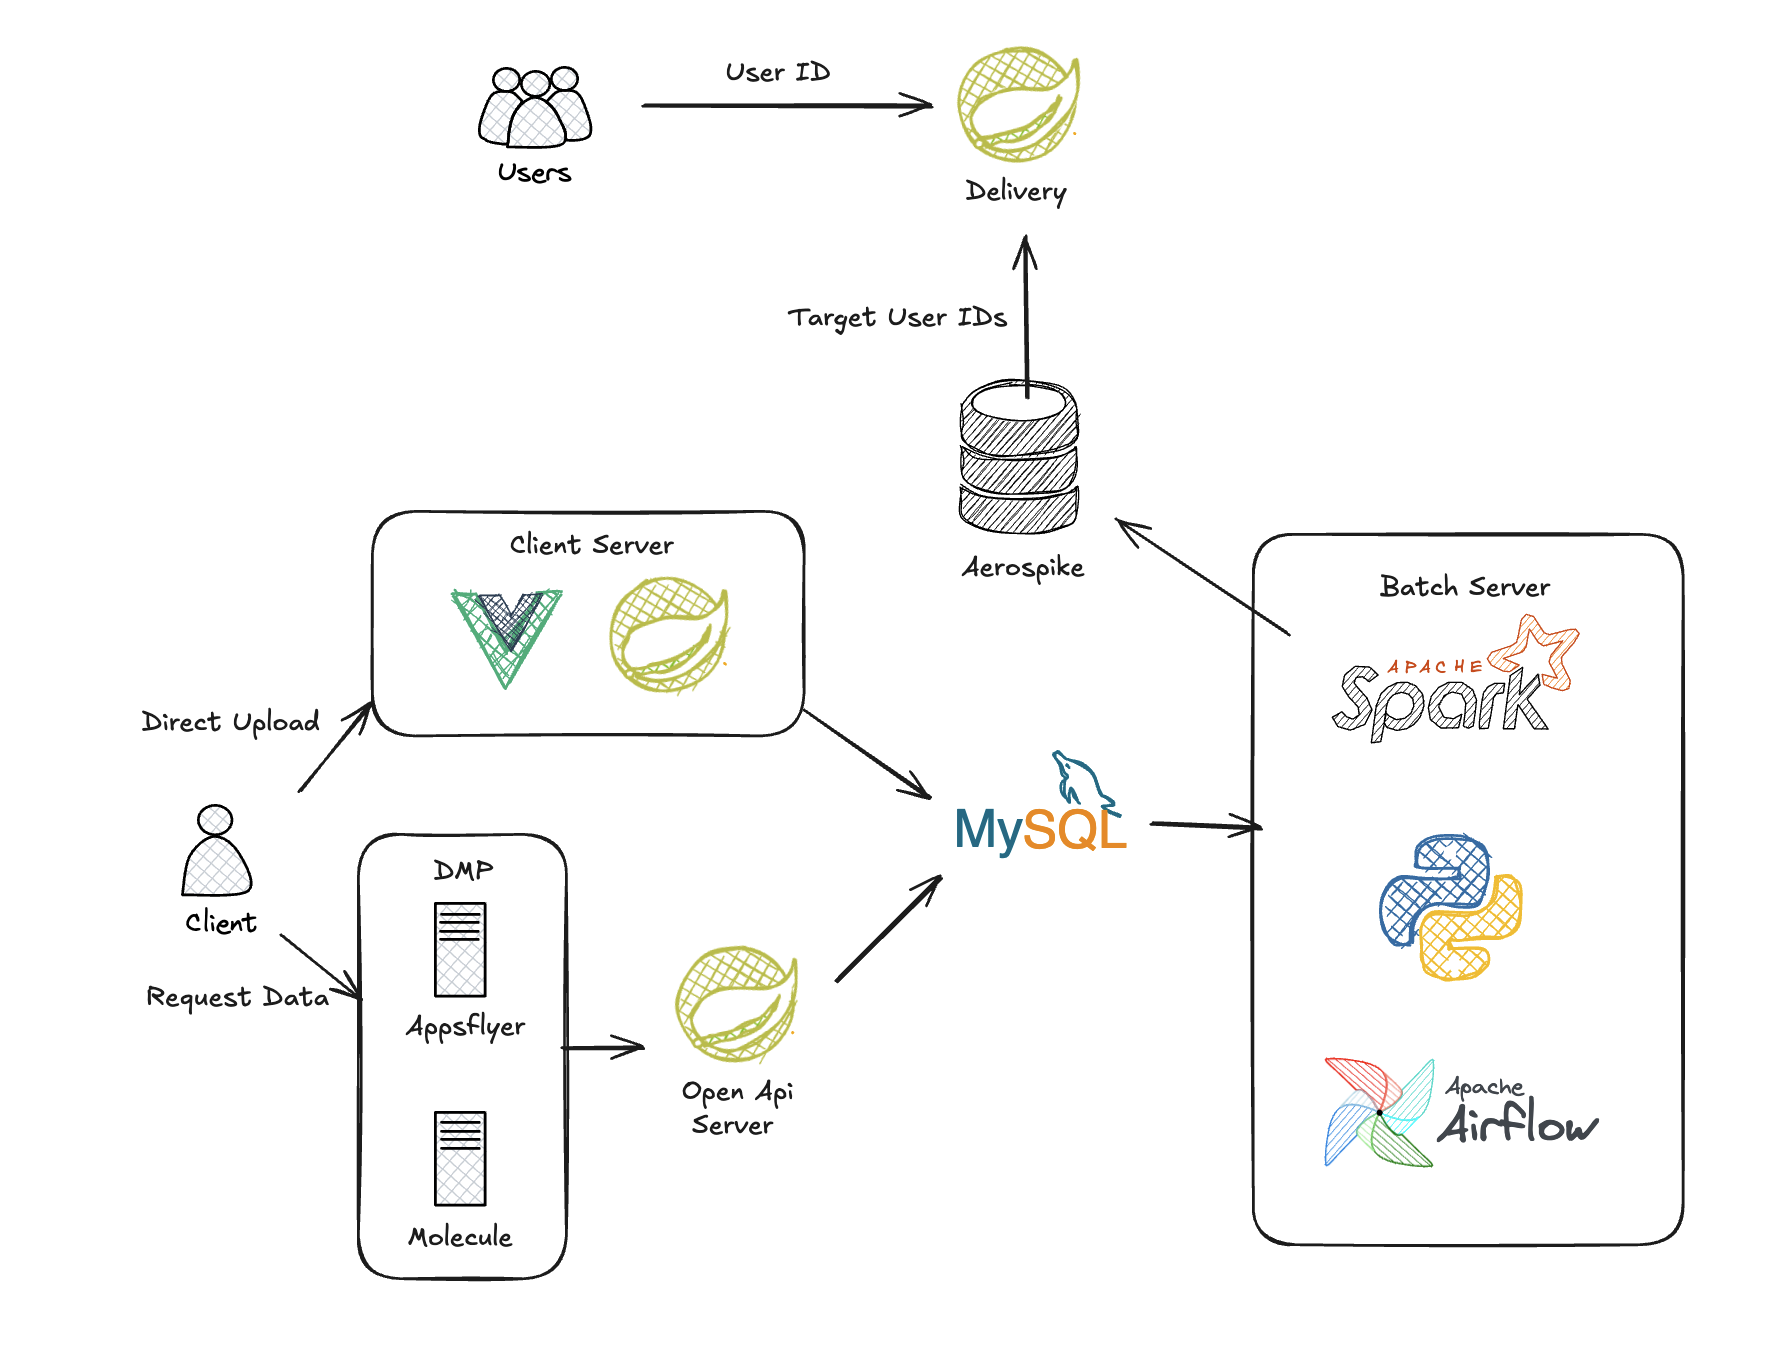 User ID
Users
Delivery
Target User IDs
Aerospike
Client Server
Batch Server
APACHE
Spark
Direct Upload
MySQL
Client
DMP
Request Data
Appsflyer
Open Api
Server
Molecule
Apache
Airflow